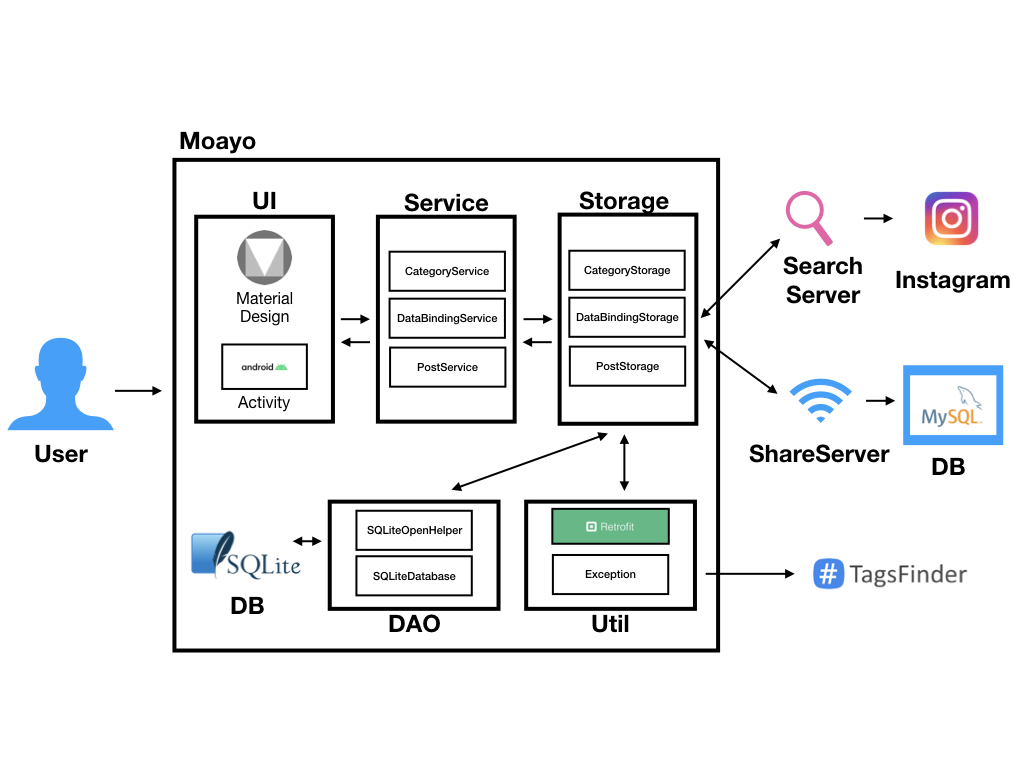 Moayo
UI
Service
Storage
Material
Design
android
Activity
CategoryService
DataBindingService
PostService
CategoryStorage
DataBindingStorage
PostStorage
User
Search
Server
Instagram
ShareServer
MySQL
DB
SQLite
DB
SQLiteOpenHelper
SQLiteDatabase
DAO
Retrofit
Exception
Util
# TagsFinder